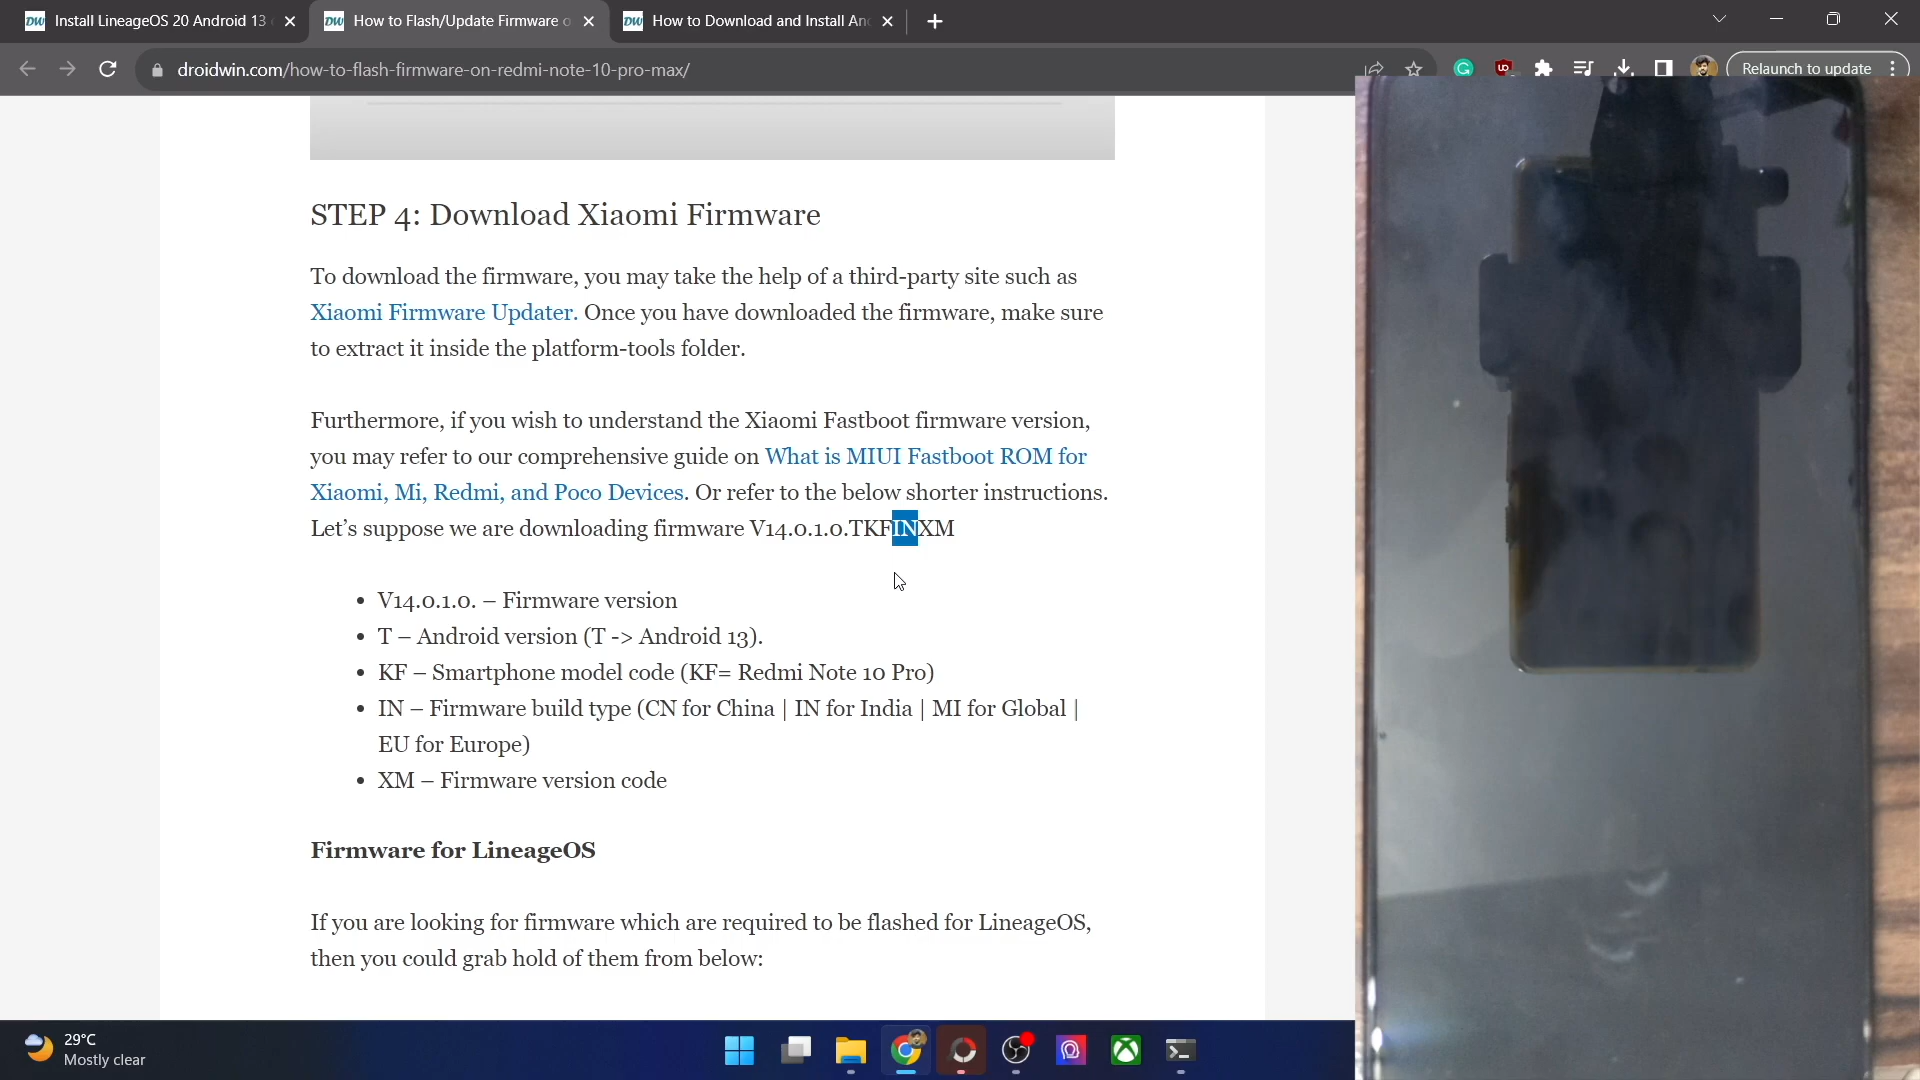 DW Install LineageOS 20 Android 13
DW How to Flash/Update Firmware o
DW How to Download and Install An
droidwin.com/how-to-flash-firmware-on-redmi-note-10-pro-max/
Relaunch to update
STEP 4: Download Xiaomi Firmware
To download the firmware, you may take the help of a third-party site such as
Xiaomi Firmware Updater. Once you have downloaded the firmware, make sure
to extract it inside the platform-tools folder.
Furthermore, if you wish to understand the Xiaomi Fastboot firmware version,
you may refer to our comprehensive guide on What is MIUI Fastboot ROM for
Xiaomi, Mi, Redmi, and Poco Devices. Or refer to the below shorter instructions.
Let’s suppose we are downloading firmware V14.0.1.0.TKFINXM
• V14.0.1.0. – Firmware version
• T – Android version (T -> Android 13).
• KF – Smartphone model code (KF= Redmi Note 10 Pro)
• IN – Firmware build type (CN for China | IN for India | MI for Global |
EU for Europe)
• XM – Firmware version code
Firmware for LineageOS
If you are looking for firmware which are required to be flashed for LineageOS,
then you could grab hold of them from below:
29°C
Mostly clear